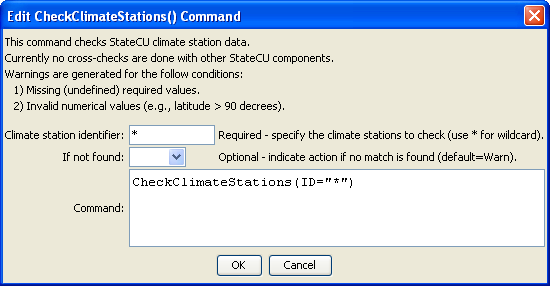 Edit CheckClimateStations() Command
This command checks StateCU climate station data.
Currently no cross-checks are done with other StateCU components.
Warnings are generated for the follow conditions:
1) Missing (undefined) required values.
2) Invalid numerical values (e.g., latitude > 90 decrees).
Climate station identifier: * Required - specify the climate stations to check (use * for wildcard).
If not found: Optional - indicate action if no match is found (default=Warn).
Command: CheckClimateStations(ID="*")
OK Cancel